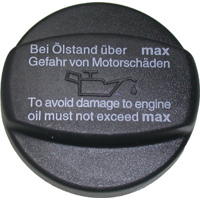 Bei Ölstand über max
Gefahr von Motorschäden
To avoid damage to engine
oil must not exceed max